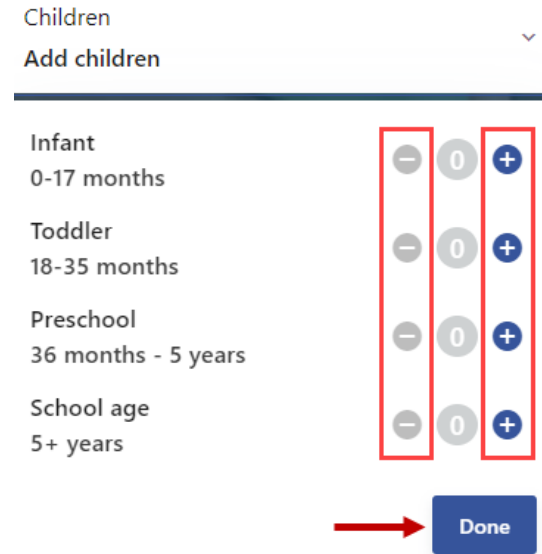 Children
Add children
Infant
0-17 months
0
Toddler
18-35 months
0
Preschool
36 months - 5 years
0
School age
5+ years
0
Done